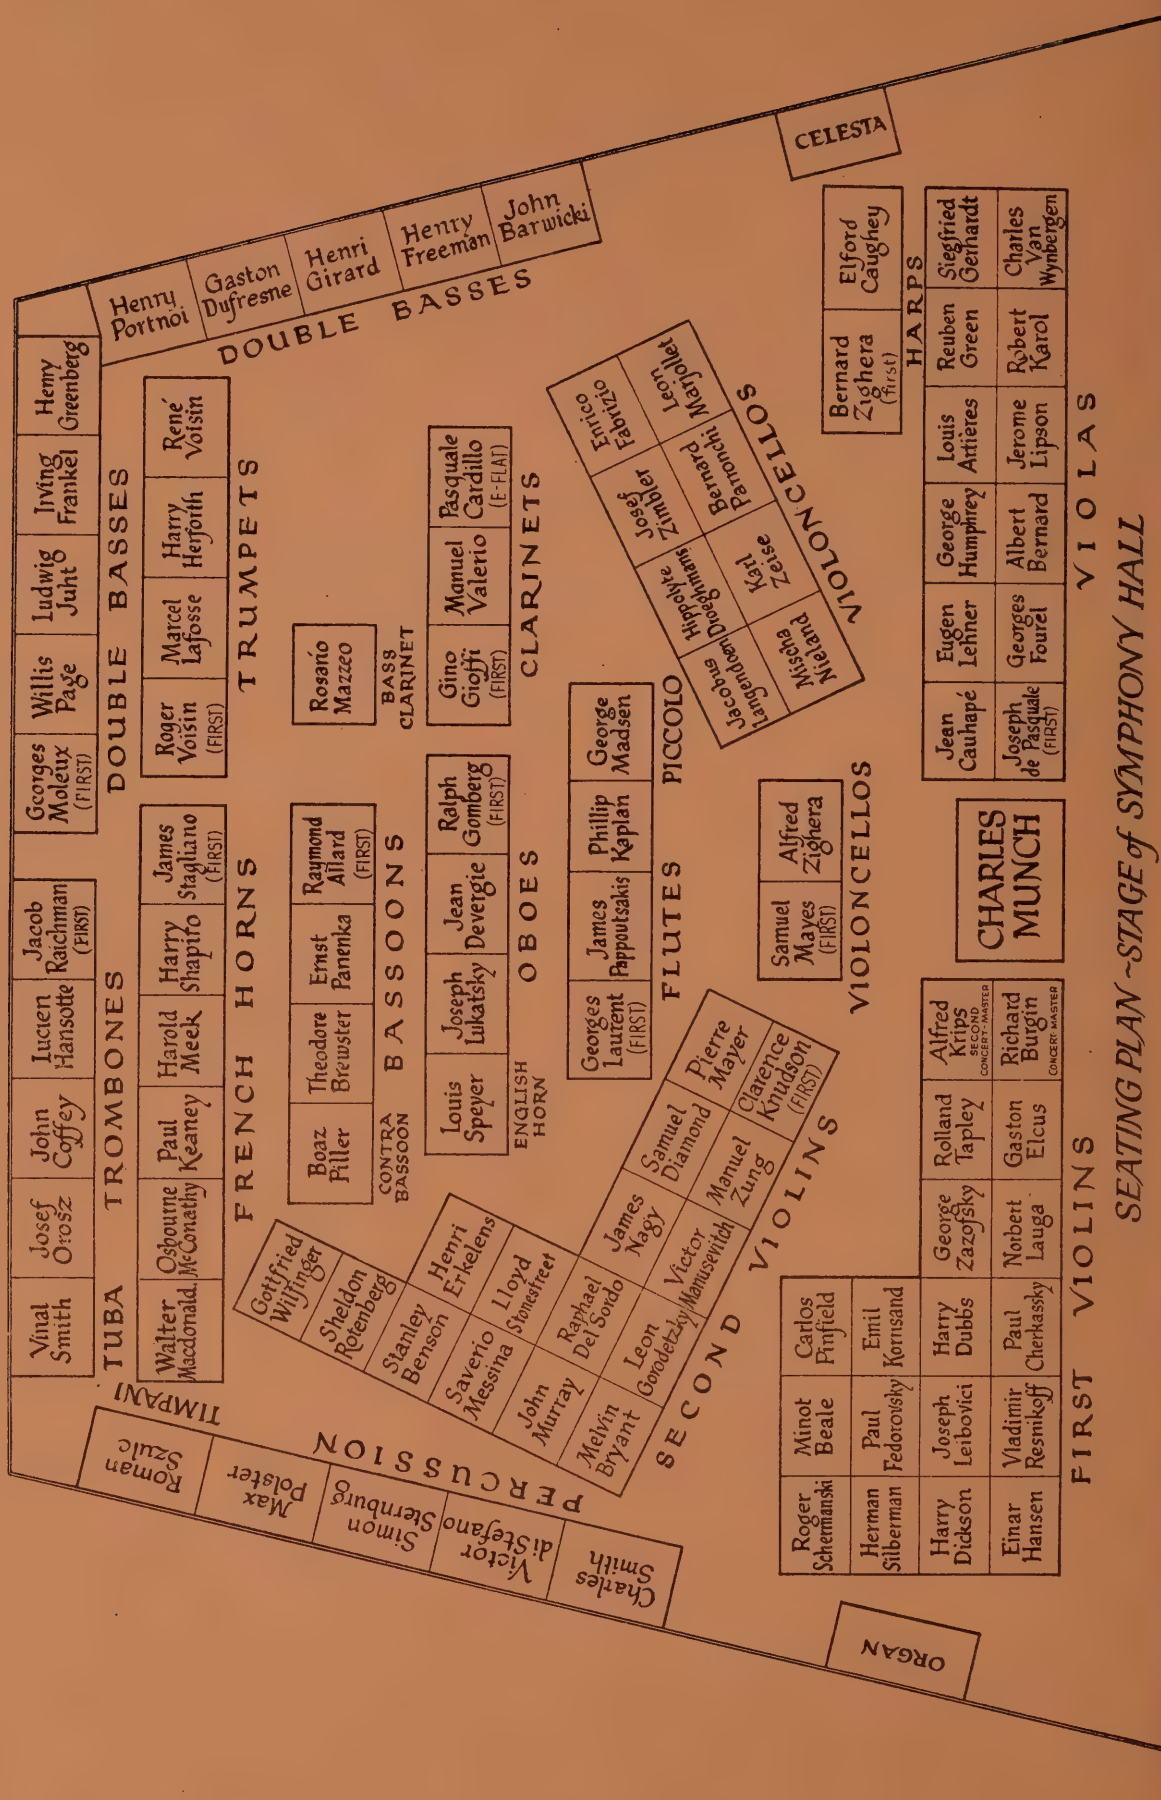 Vinal
Smith
Josef
Orosz
John
Coffey
Lucien
Hansotte
Jacob
Raichman
(FIRST)
Georges
Moleux
(FIRST)
Willis
Page
Ludwig
Juht
Irving
Frankel
Henry
Greenberg
TUBA
TROMBONES
DOUBLE BASSES
Henry
Portnoi
Gaston
Dufresne
Henri
Girard
Henry
Freeman
John
Barwicki
DOUBLE BASSES
Walter
Macdonald
Osbourne
McConathy
Paul
Keaney
Harold
Meek
Harry
Shapiro
James
Stagliano
(FIRST)
FRENCH HORNS
Roger
Voisin
(FIRST)
Marcel
Lafosse
Harry
Herforth
René
Voisin
TRUMPETS
TIMPANI
PERCUSSION
Roman
Szulc
Max
Polster
Simon
Sternburg
Victor
diStefano
Charles
Smith
Boaz
Piller
Theodore
Brewster
Ernst
Panenka
Raymond
Allard
(FIRST)
CONTRA
BASSOON
BASSOONS
Rosario
Mazzeo
BASS
CLARINET
Louis
Speyer
Joseph
Lukatsky
Jean
Devergie
Ralph
Gomberg
(FIRST)
ENGLISH
HORN
OBOES
Gino
Gioffi
(FIRST)
Manuel
Valerio
Pasquale
Cardillo
(E-FLAT)
CLARINETS
Georges
Laurent
(FIRST)
James
Pappoutsakis
Phillip
Kaplan
George
Madsen
FLUTES
PICCOLO
Gottfried
Wilfinger
Sheldon
Rotenberg
Stanley
Benson
Henri
Erkelens
Saverio
Messina
Lloyd
Stonestreet
John
Murray
Raphael
Del'Sordo
James
Nagy
Samuel
Diamond
Pierre
Mayer
Melvin
Bryant
Leon
Gorodetzky
Victor
Manusevitch
Manuel
Zung
Clarence
Knudson
(FIRST)
SECOND VIOLINS
Enrico
Fabrizio
Leon
Marjollet
Josef
Zimbler
Bernard
Parronchi
Hippolyte
Droeghmans
Karl
Zeise
Jacobus
Langendoen
Mischa
Nieland
VIOLONCELLOS
Samuel
Mayes
(FIRST)
Alfred
Zighera
VIOLONCELLOS
CELESTA
Bernard
Zighera
(first)
Elford
Caughey
HARPS
Roger
Schermanski
Minot
Beale
Carlos
Pinfield
Herman
Silberman
Paul
Fedorovsky
Emil
Kornsand
Harry
Dickson
Joseph
Leibovici
Harry
Dubbs
George
Zazofsky
Rolland
Tapley
Alfred
Krips
SECOND
CONCERT-MASTER
Einar
Hansen
Vladimir
Resnikoff
Paul
Cherkassky
Norbert
Lauga
Gaston
Elcus
Richard
Burgin
CONCERT-MASTER
FIRST VIOLINS
CHARLES
MUNCH
Jean
Cauhapé
Eugen
Lehner
George
Humphrey
Louis
Artières
Reuben
Green
Siegfried
Gerhardt
Joseph
de Pasquale
(FIRST)
Georges
Fourel
Albert
Bernard
Jerome
Lipson
Robert
Karol
Charles
Van
Wynbergen
VIOLAS
ORGAN
SEATING PLAN ~ STAGE of SYMPHONY HALL